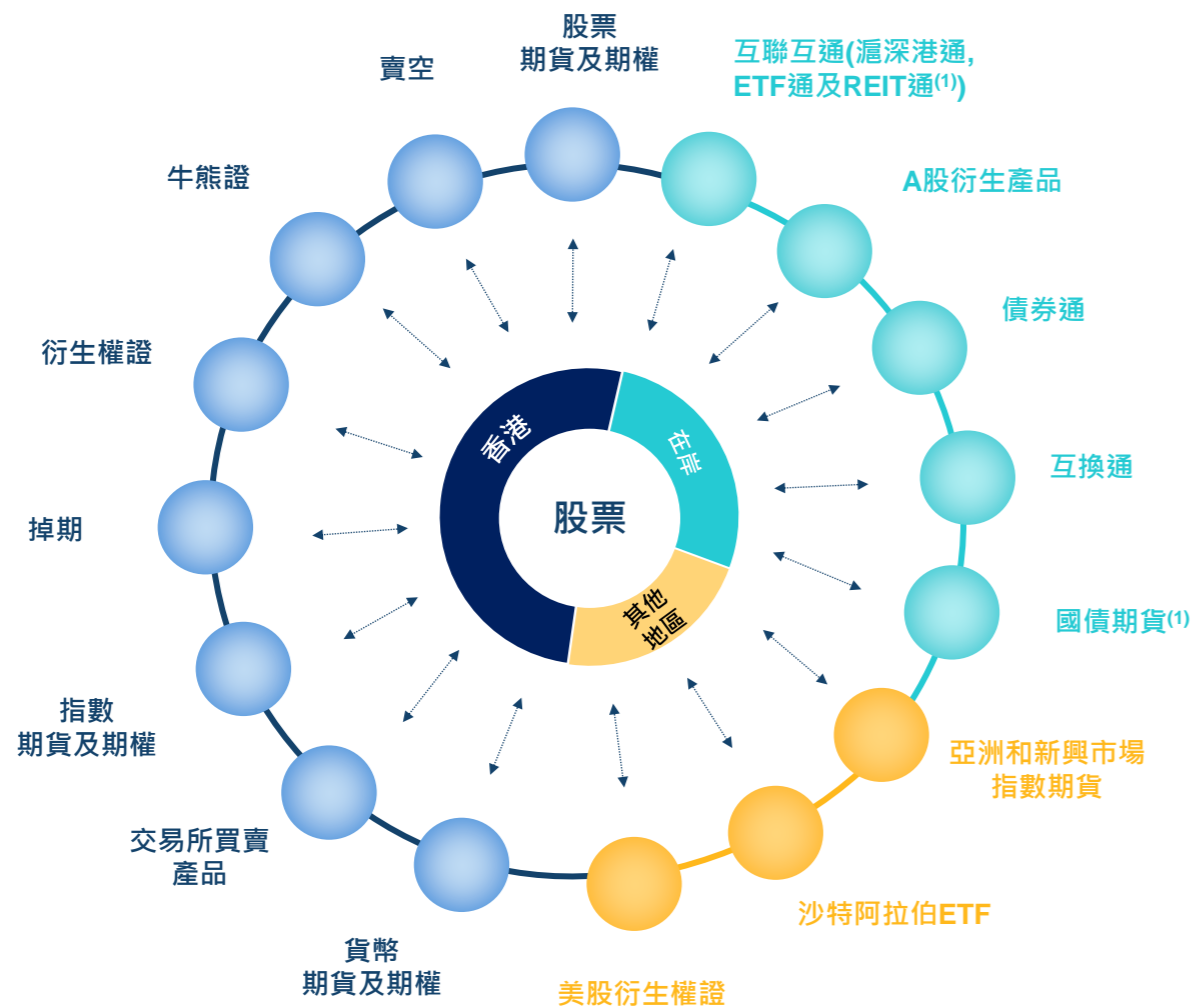 股票
期貨及期權
互聯互通(滬深港通,
ETF通及REIT通(1))
賣空
A股衍生產品
牛熊證
債券通
衍生權證
香港
在岸
互換通
股票
掉期
其他
地區
國債期貨(1)
指數
期貨及期權
亞洲和新興市場
指數期貨
交易所買賣
產品
沙特阿拉伯ETF
貨幣
期貨及期權
美股衍生權證